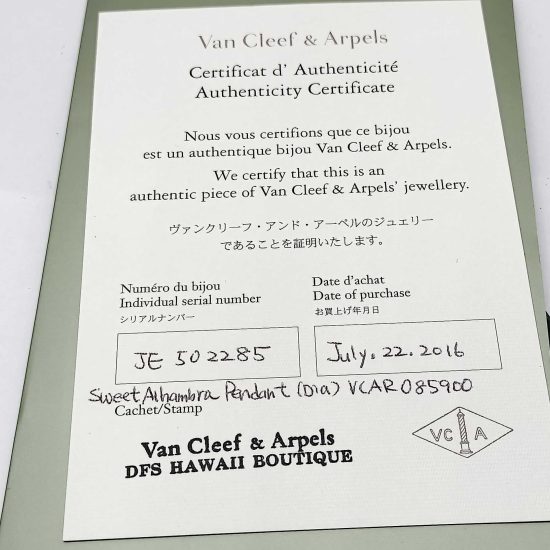 Van Cleef & Arpels
Certificat d' Authenticité
Authenticity Certificate
Nous vous certifions que ce bijou
est un authentique bijou Van Cleef & Arpels.
We certify that this is an
authentic piece of Van Cleef & Arpels' jewellery.
ヴァンクリーフ・アンド・アーペルのジュエリー
であることを証明いたします。
Numéro du bijou
Individual serial number
シリアルナンバー
JE 502285
Date d'achat
Date of purchase
お買上げ年月日
July. 22. 2016
Sweet Alhambra Pendant (Dia) VCARO85900
Cachet/Stamp
Van Cleef & Arpels
DFS HAWAII BOUTIQUE
VC A